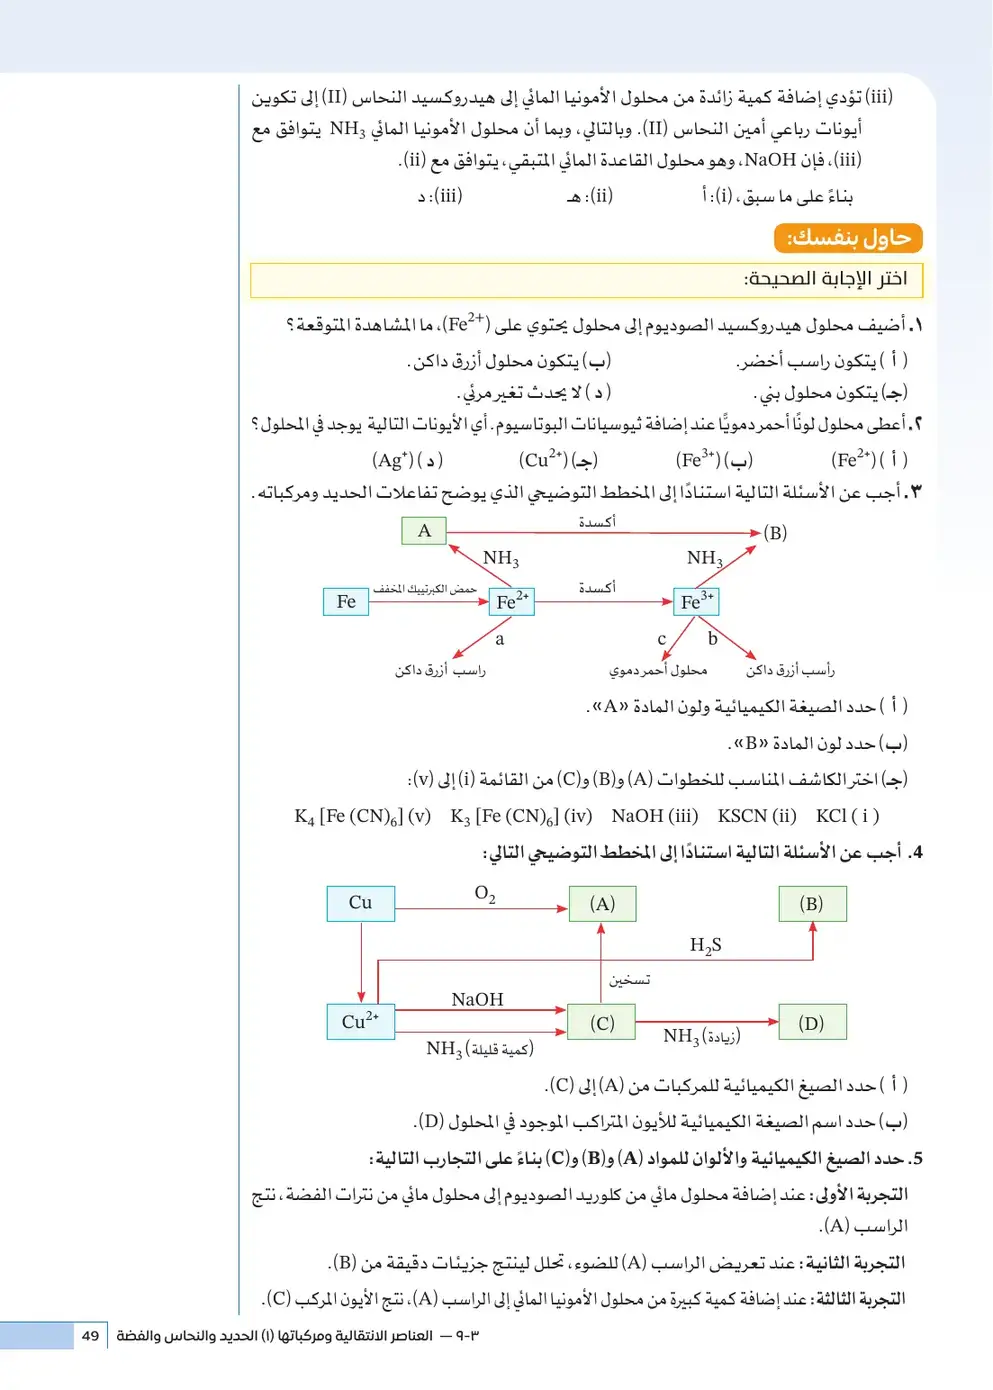 (iii) تؤدي إضافة كمية زائدة من محلول الأمونيا المائي إلى هيدروكسيد النحاس (II) إلى تكوين
أيونات رباعي أمين النحاس (II). وبالتالي، وبما أن محلول الأمونيا المائي NH₃ يتوافق مع
(iii)، فإن NaOH، وهو محلول القاعدة المائي المتبقي، يتوافق مع (ii).
بناءً على ما سبق، (i): أ (ii): هـ (iii): د
حاول بنفسك:
اختر الإجابة الصحيحة:
١. أضيف محلول هيدروكسيد الصوديوم إلى محلول يحتوي على (Fe²⁺)، ما المشاهدة المتوقعة؟
( أ ) يتكون راسب أخضر. (ب) يتكون محلول أزرق داكن.
(جـ) يتكون محلول بني. ( د ) لا يحدث تغير مرئي.
٢. أعطى محلول لونًا أحمر دمويًّا عند إضافة ثيوسيانات البوتاسيوم. أي الأيونات التالية يوجد في المحلول؟
( أ ) (Fe²⁺) (ب) (Fe³⁺) (جـ) (Cu²⁺) ( د ) (Ag⁺)
٣. أجب عن الأسئلة التالية استنادًا إلى المخطط التوضيحي الذي يوضح تفاعلات الحديد ومركباته.
A أكسدة (B)
NH₃ NH₃
Fe حمض الكبرتييك المخفف Fe²⁺ أكسدة Fe³⁺
a c b
راسب أزرق داكن محلول أحمر دموي رأسب أزرق داكن
( أ ) حدد الصيغة الكيميائية ولون المادة «A».
(ب) حدد لون المادة «B».
(جـ) اختر الكاشف المناسب للخطوات (A) و(B) و(C) من القائمة (i) إلى (v):
K₄ [Fe (CN)₆] (v) K₃ [Fe (CN)₆] (iv) NaOH (iii) KSCN (ii) KCl ( i )
4. أجب عن الأسئلة التالية استنادًا إلى المخطط التوضيحي التالي:
Cu O₂ (A) (B)
H₂S
تسخين
Cu²⁺ NaOH (C) (D)
NH₃ (كمية قليلة) NH₃ (زيادة)
( أ ) حدد الصيغ الكيميائية للمركبات من (A) إلى (C).
(ب) حدد اسم الصيغة الكيميائية للأيون المتراكب الموجود في المحلول (D).
5. حدد الصيغ الكيميائية والألوان للمواد (A) و(B) و(C) بناءً على التجارب التالية:
التجربة الأولى: عند إضافة محلول مائي من كلوريد الصوديوم إلى محلول مائي من نترات الفضة، نتج
الراسب (A).
التجربة الثانية: عند تعريض الراسب (A) للضوء، تحلل لينتج جزيئات دقيقة من (B).
التجربة الثالثة: عند إضافة كمية كبيرة من محلول الأمونيا المائي إلى الراسب (A)، نتج الأيون المركب (C).
٣-٩ — العناصر الانتقالية ومركباتها (١) الحديد والنحاس والفضة 49